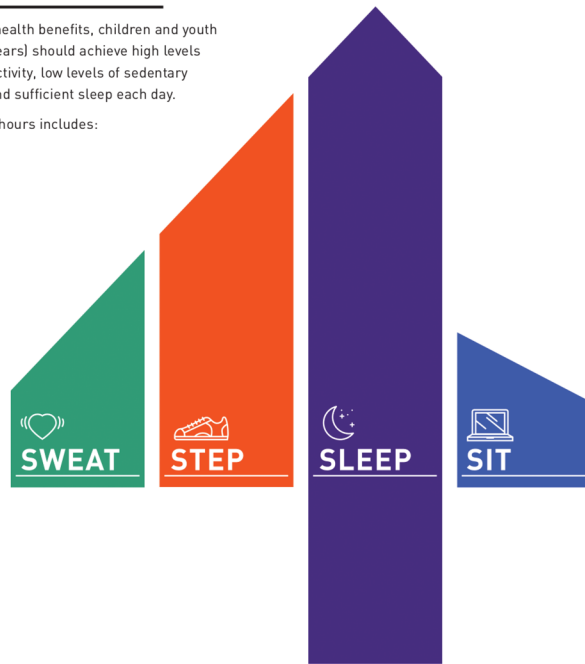 ealth benefits, children and youth
ears) should achieve high levels
ctivity, low levels of sedentary
nd sufficient sleep each day.
hours includes:
SWEAT
STEP
SLEEP
SIT